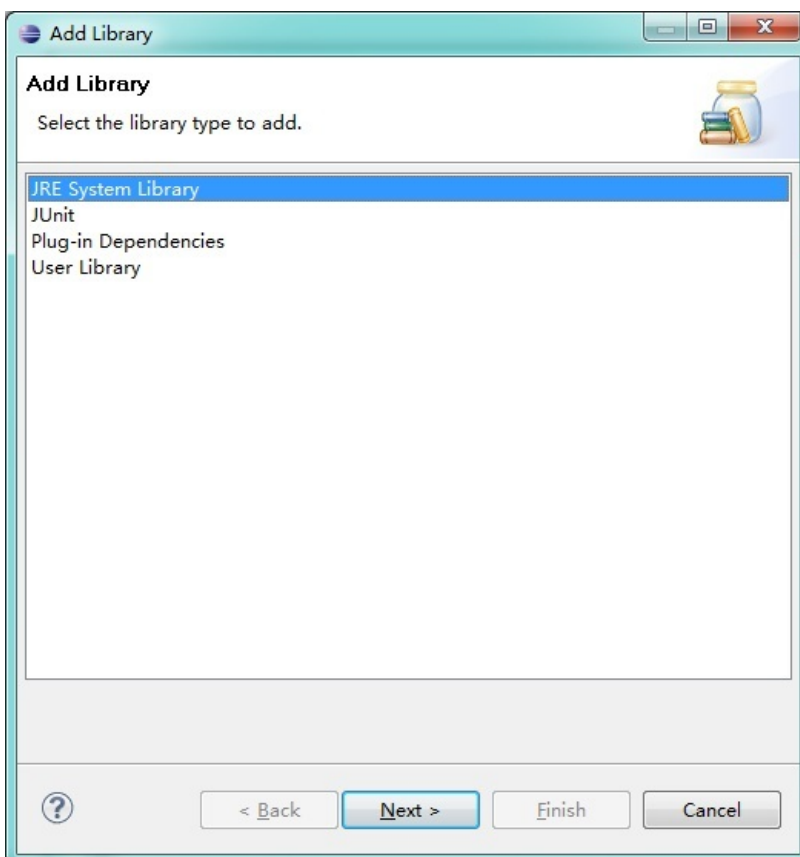 Add Library
Add Library
Select the library type to add.
JRE System Library
JUnit
Plug-in Dependencies
User Library
? < Back Next > Finish Cancel